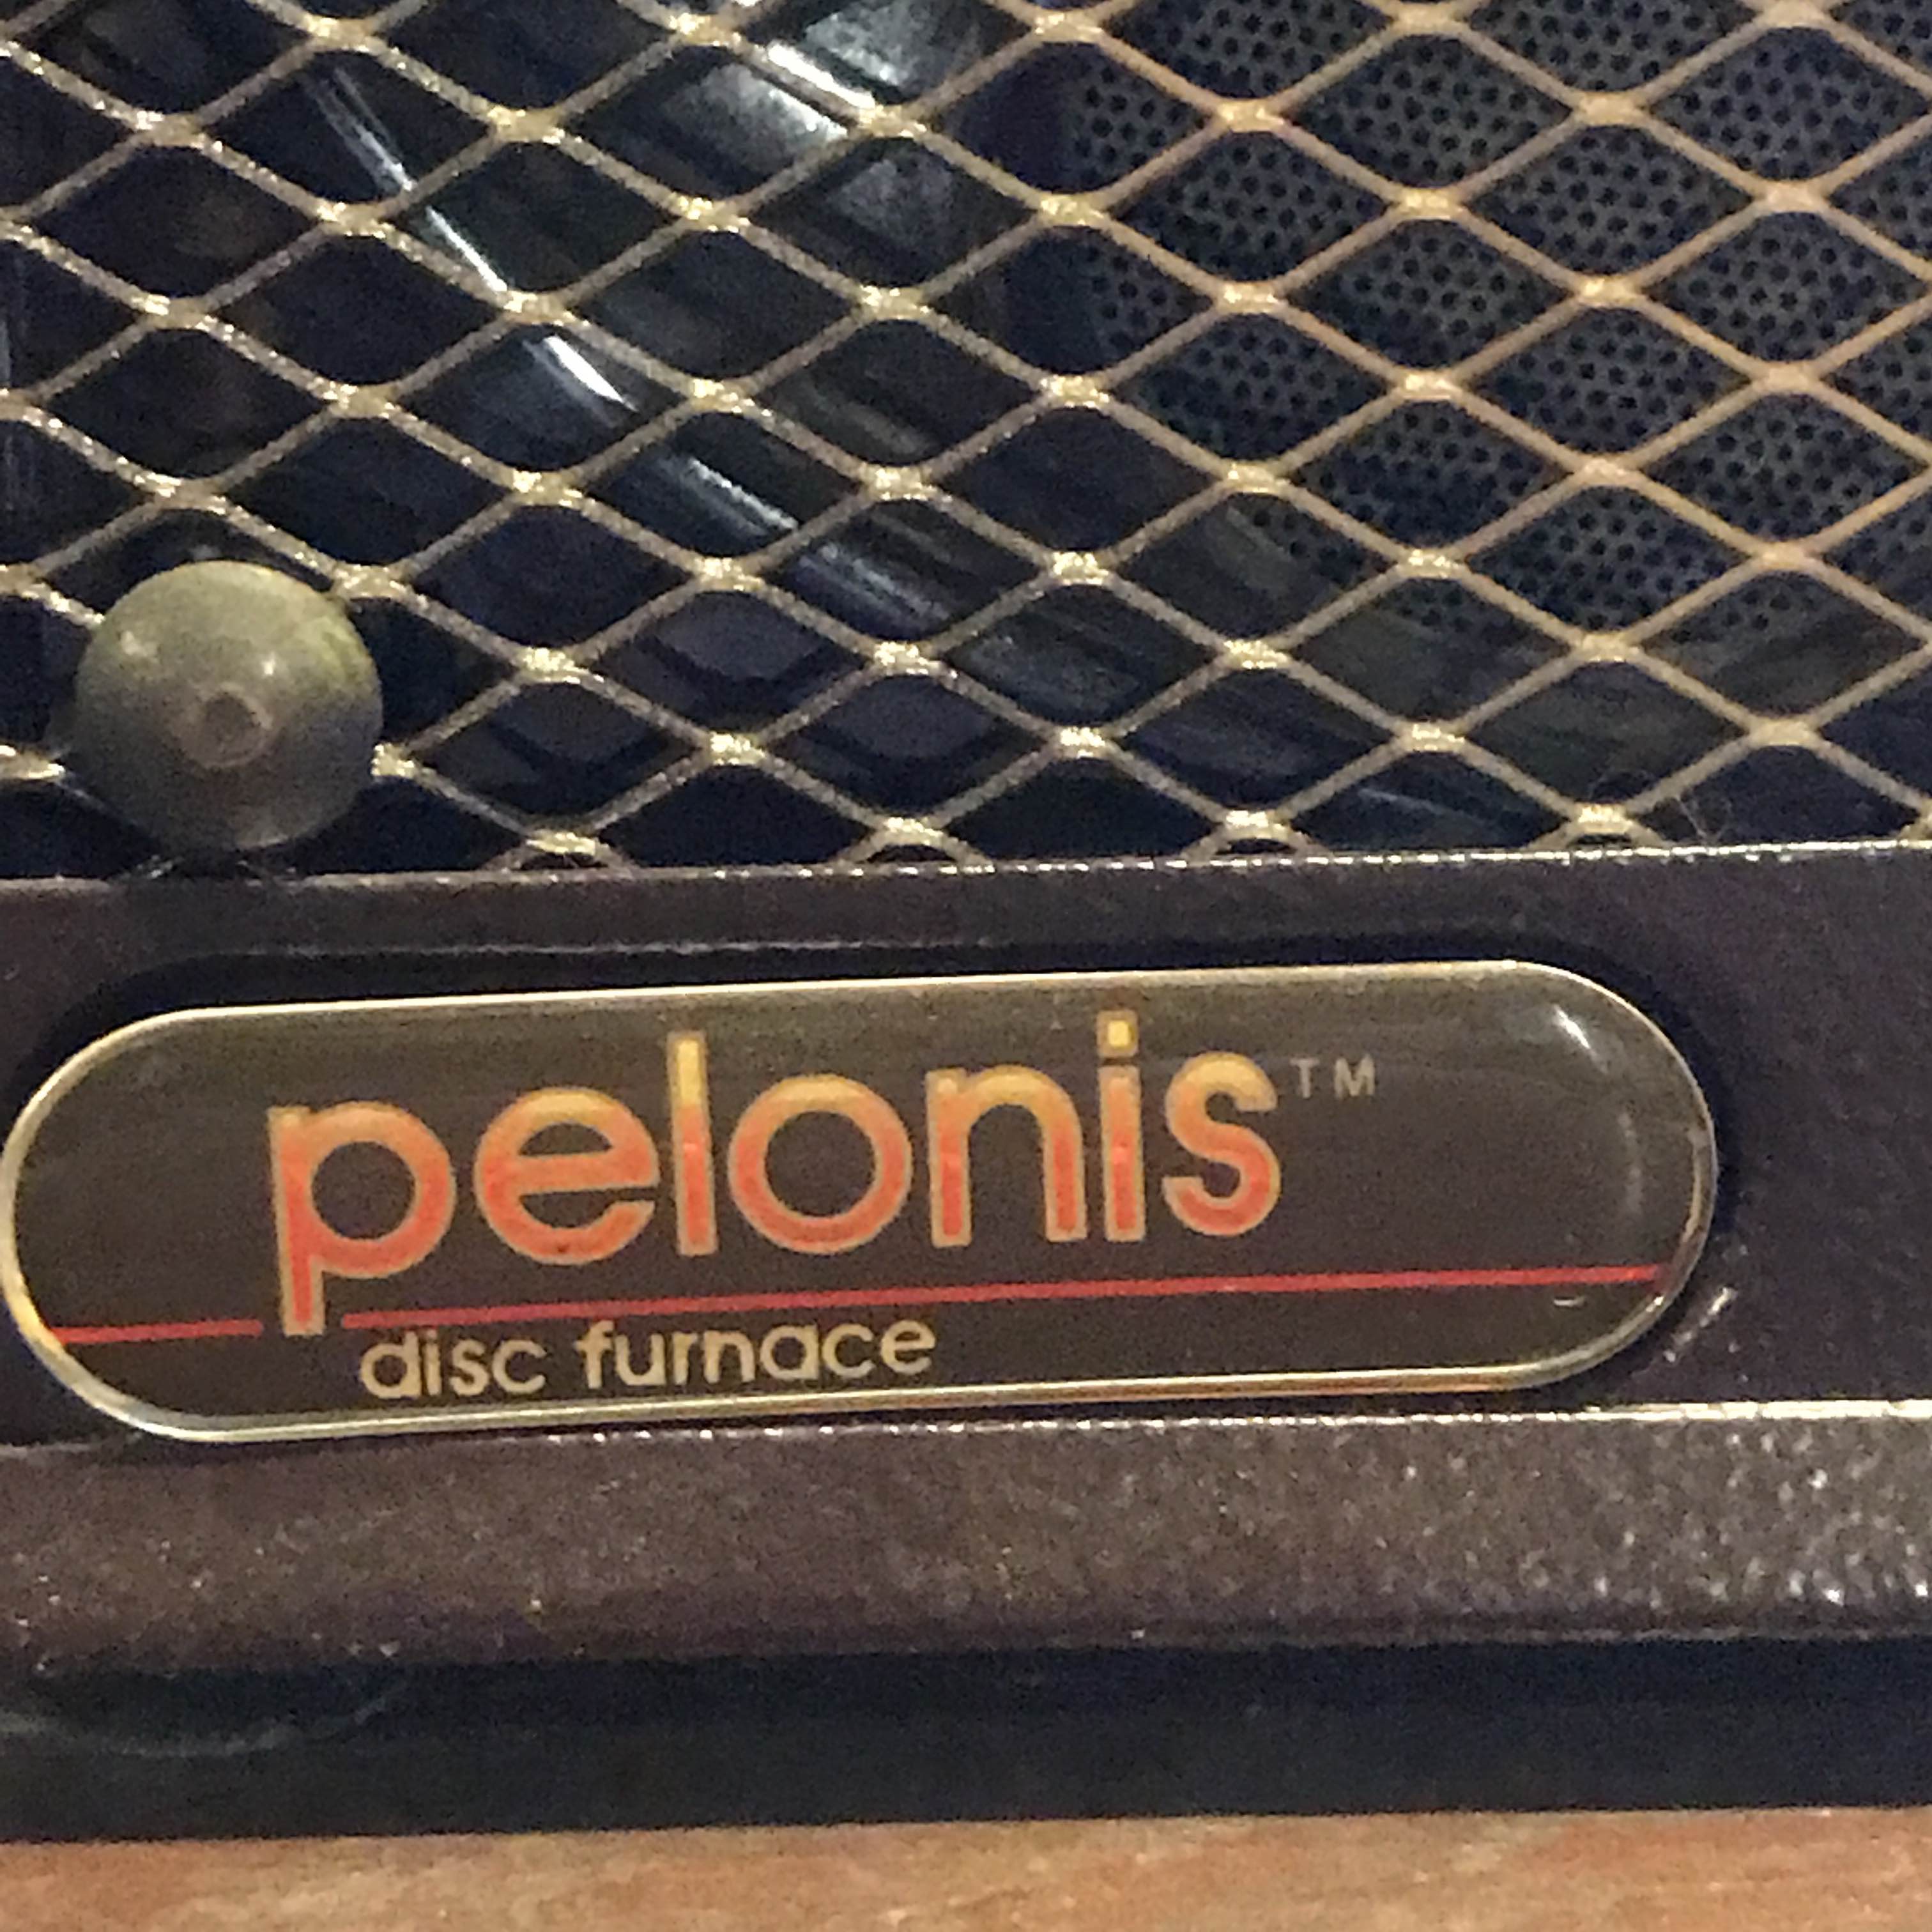 pelonis™
disc furnace